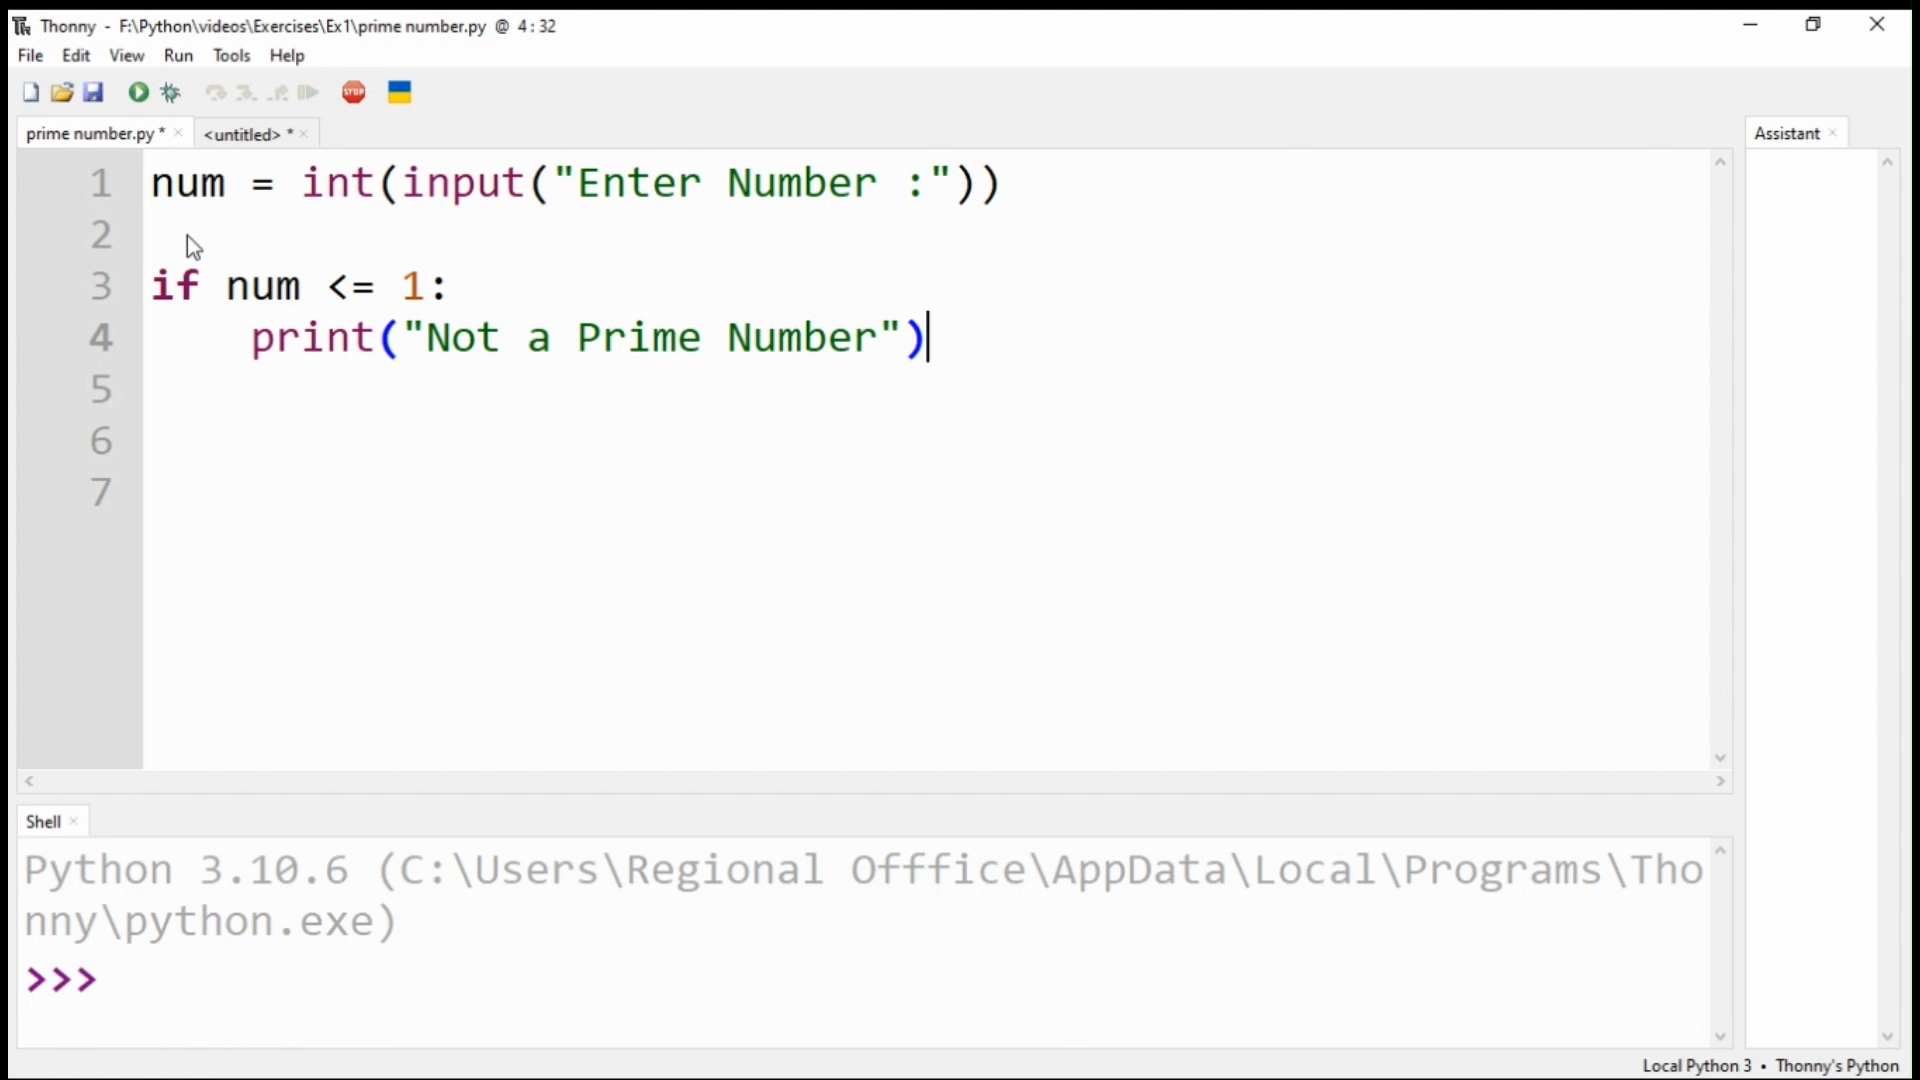 Thonny - F:\Python\videos\Exercises\Ex1\prime number.py @ 4:32
File Edit View Run Tools Help
STOP
prime number.py * × <untitled> * × Assistant ×
1 num = int(input("Enter Number :"))
2
3 if num <= 1:
4     print("Not a Prime Number")
5
6
7
Shell ×
Python 3.10.6 (C:\Users\Regional Offfice\AppData\Local\Programs\Tho
nny\python.exe)
>>>
Local Python 3 • Thonny's Python